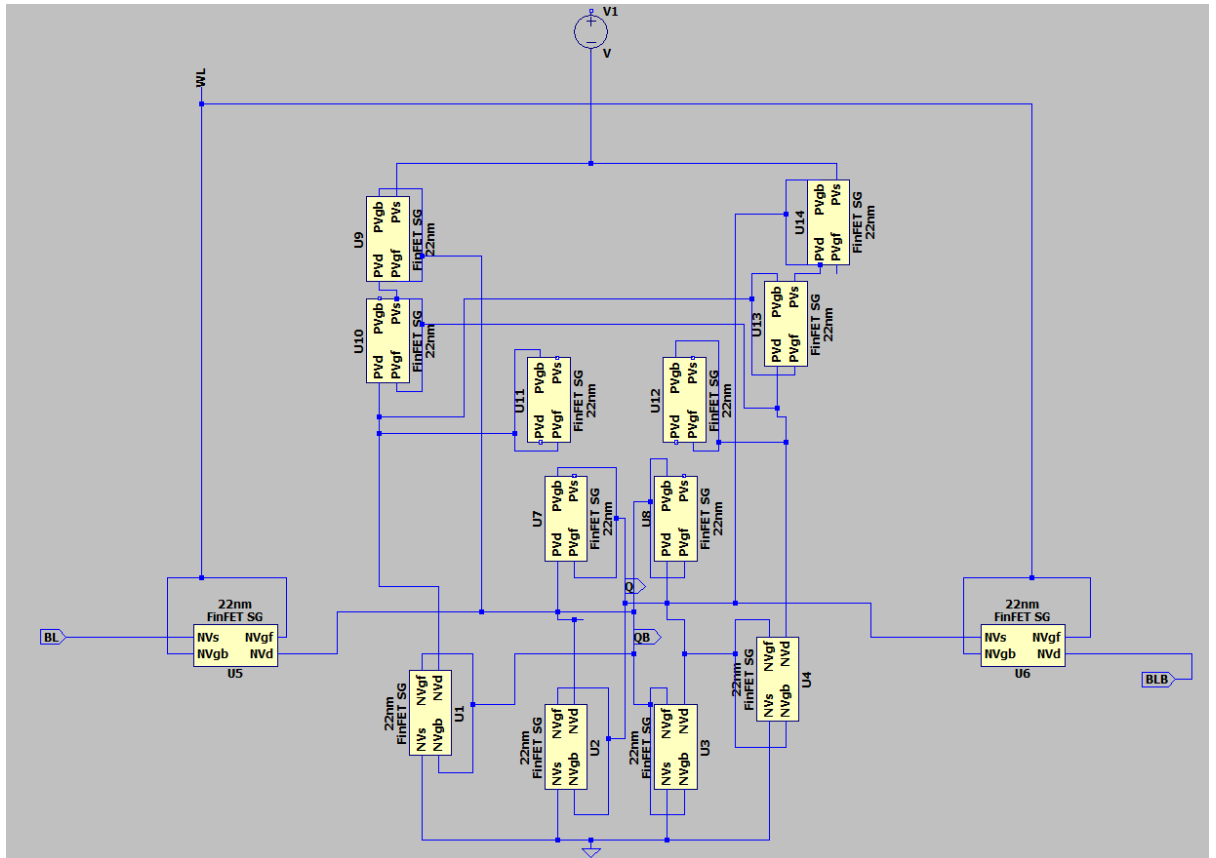 V1
V
WL
PVgb PVs
PVd PVgf
U9
FinFET SG
22nm
PVgb PVs
PVd PVgf
U14
FinFET SG
22nm
PVgb PVs
PVd PVgf
U10
FinFET SG
22nm
PVgb PVs
PVd PVgf
U13
FinFET SG
22nm
PVgb PVs
PVd PVgf
U11
FinFET SG
22nm
PVgb PVs
PVd PVgf
U12
FinFET SG
22nm
PVgb PVs
PVd PVgf
U7
FinFET SG
22nm
PVgb PVs
PVd PVgf
U8
FinFET SG
22nm
Q
QB
BL
22nm
FinFET SG
NVs NVgf
NVgb NVd
U5
22nm
FinFET SG
NVs NVgf
NVgb NVd
U6
BLB
22nm
FinFET SG
NVgf NVd
NVs NVgb
U1
22nm
FinFET SG
NVgf NVd
NVs NVgb
U2
22nm
FinFET SG
NVgf NVd
NVs NVgb
U3
22nm
FinFET SG
NVgf NVd
NVs NVgb
U4